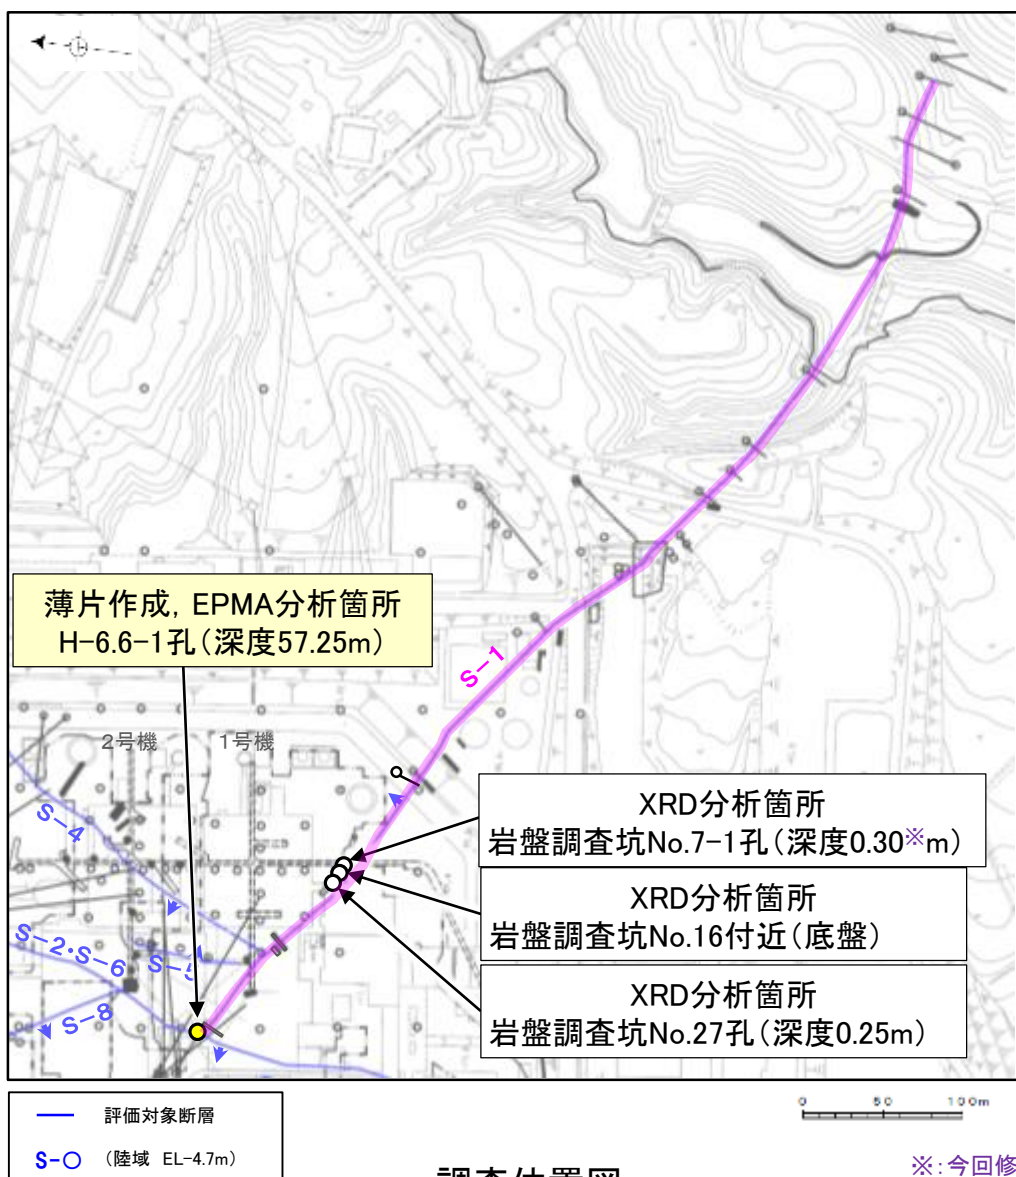 薄片作成, EPMA分析箇所
H-6.6-1孔(深度57.25m)
S-1
2号機
1号機
S-4
XRD分析箇所
岩盤調査坑No.7-1孔(深度0.30※m)
XRD分析箇所
岩盤調査坑No.16付近(底盤)
S-2・S-6
S-5
XRD分析箇所
岩盤調査坑No.27孔(深度0.25m)
S-8
評価対象断層
S-○ (陸域 EL-4.7m)
0 50 100m
調査位置図
※:今回修